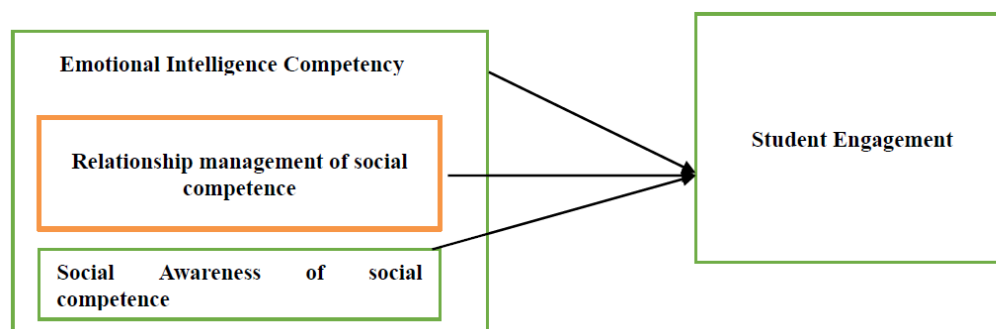 Emotional Intelligence Competency
Relationship management of social
competence
Social Awareness of social
competence
Student Engagement